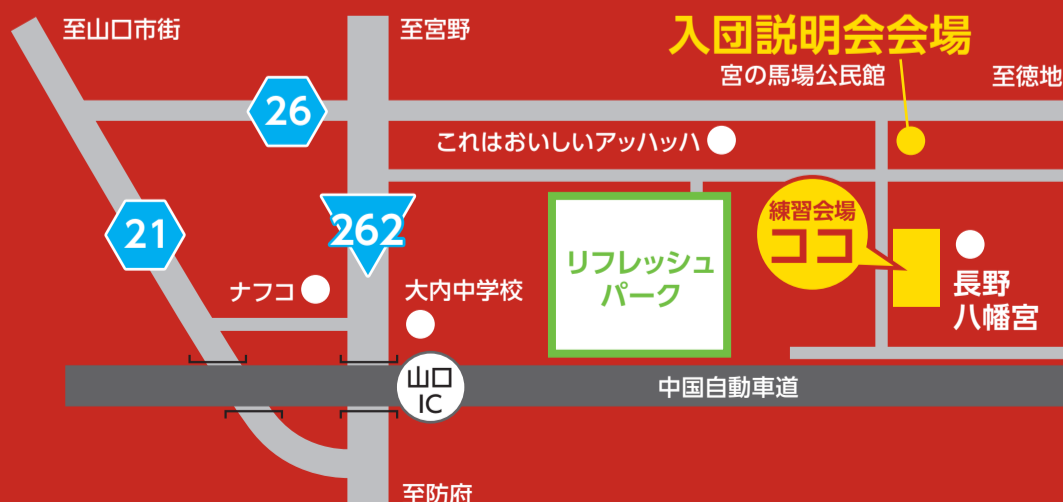 至山口市街
至宮野
入団説明会会場
宮の馬場公民館
至徳地
26
これはおいしいアッハッハ
21
262
練習会場
ココ
リフレッシュ
パーク
ナフコ
大内中学校
長野
八幡宮
山口
IC
中国自動車道
至防府